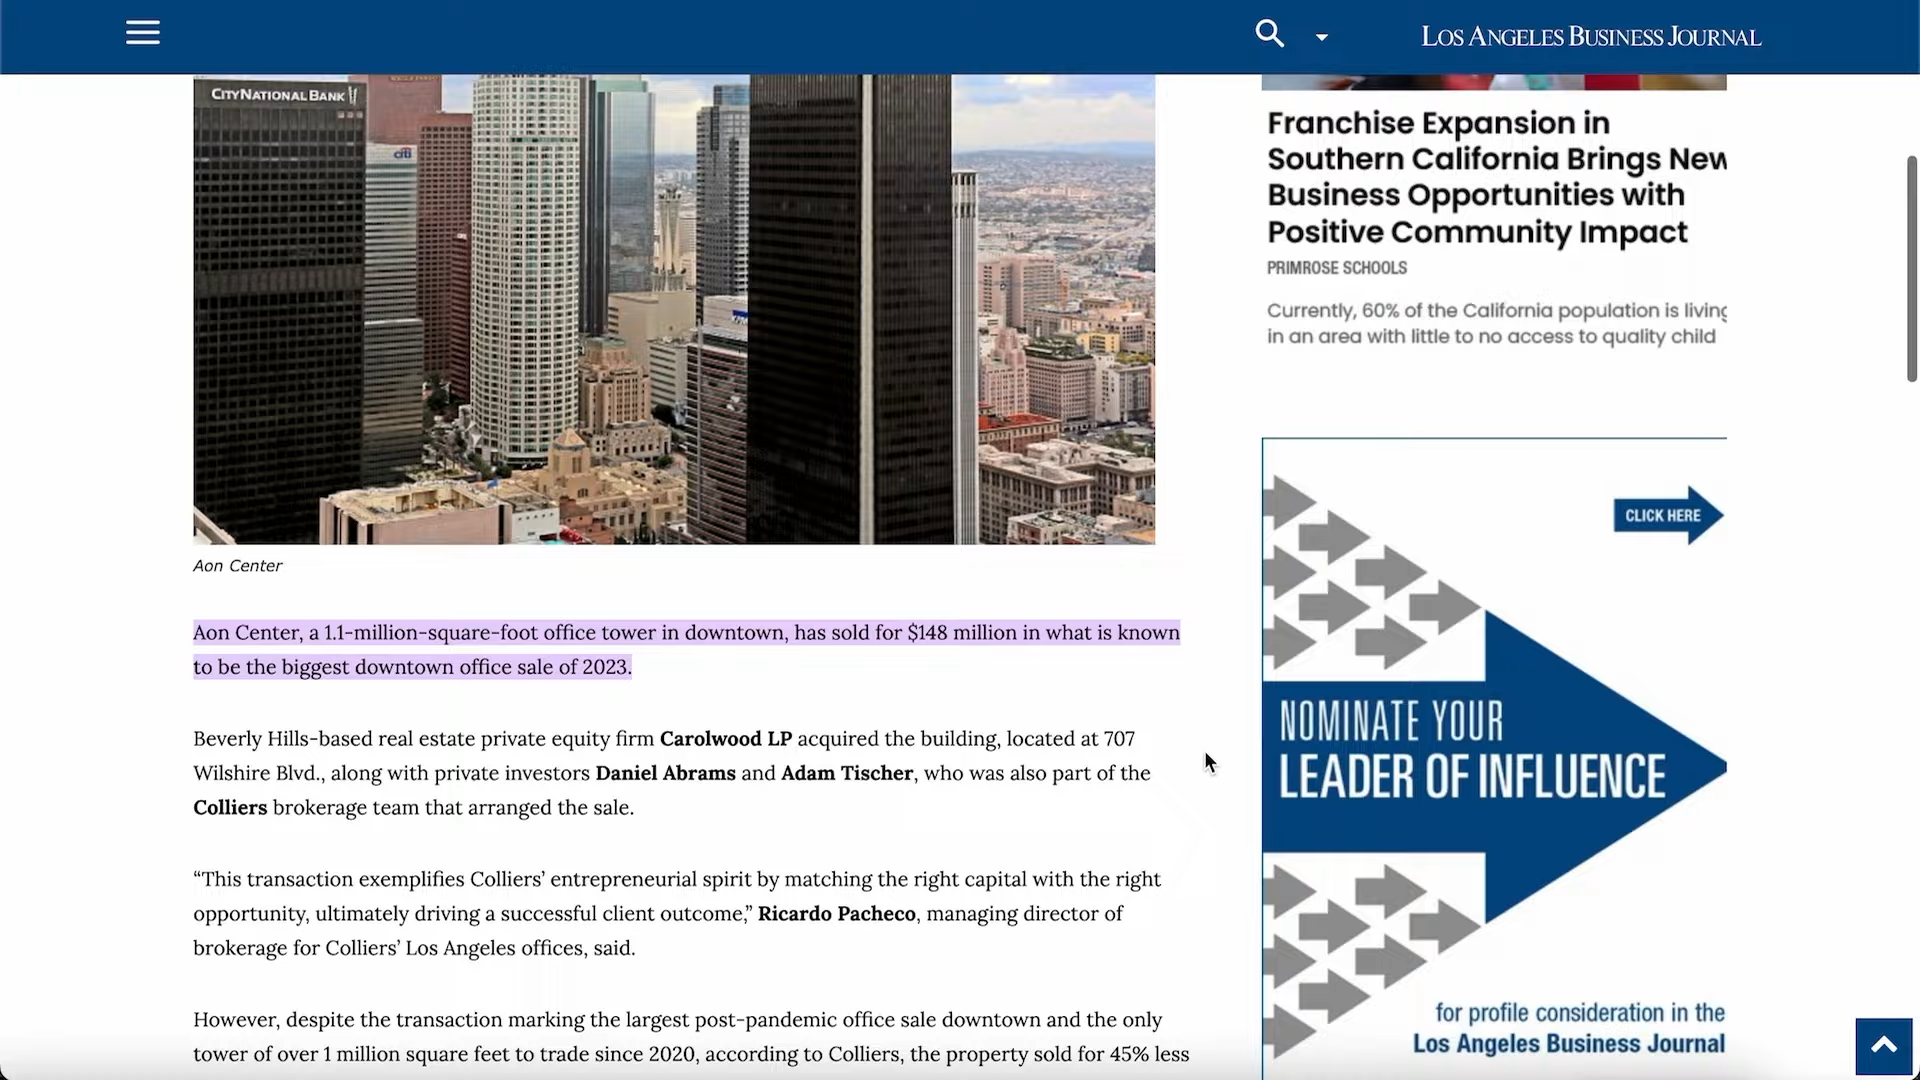 LOS ANGELES BUSINESS JOURNAL
CITY NATIONAL BANK
citi
Aon Center
Aon Center, a 1.1-million-square-foot office tower in downtown, has sold for $148 million in what is known
to be the biggest downtown office sale of 2023.
Beverly Hills-based real estate private equity firm Carolwood LP acquired the building, located at 707
Wilshire Blvd., along with private investors Daniel Abrams and Adam Tischer, who was also part of the
Colliers brokerage team that arranged the sale.
“This transaction exemplifies Colliers’ entrepreneurial spirit by matching the right capital with the right
opportunity, ultimately driving a successful client outcome,” Ricardo Pacheco, managing director of
brokerage for Colliers’ Los Angeles offices, said.
However, despite the transaction marking the largest post-pandemic office sale downtown and the only
tower of over 1 million square feet to trade since 2020, according to Colliers, the property sold for 45% less
Franchise Expansion in
Southern California Brings New
Business Opportunities with
Positive Community Impact
PRIMROSE SCHOOLS
Currently, 60% of the California population is living
in an area with little to no access to quality child
CLICK HERE
NOMINATE YOUR
LEADER OF INFLUENCE
for profile consideration in the
Los Angeles Business Journal